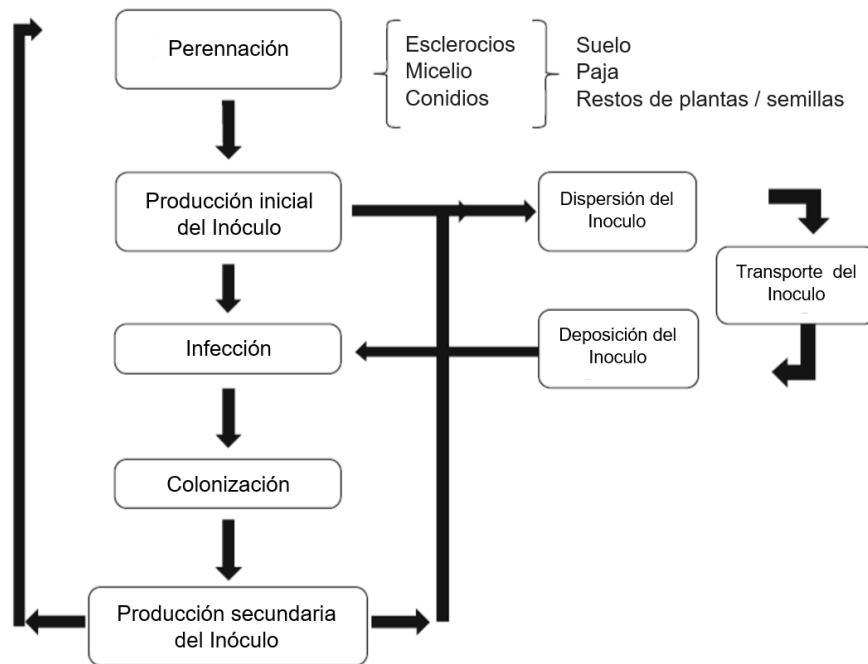 Perennación
Esclerocios
Micelio
Conidios
Suelo
Paja
Restos de plantas / semillas
Producción inicial
del Inóculo
Dispersión del
Inoculo
Transporte del
Inoculo
Infección
Deposición del
Inoculo
Colonización
Producción secundaria
del Inóculo